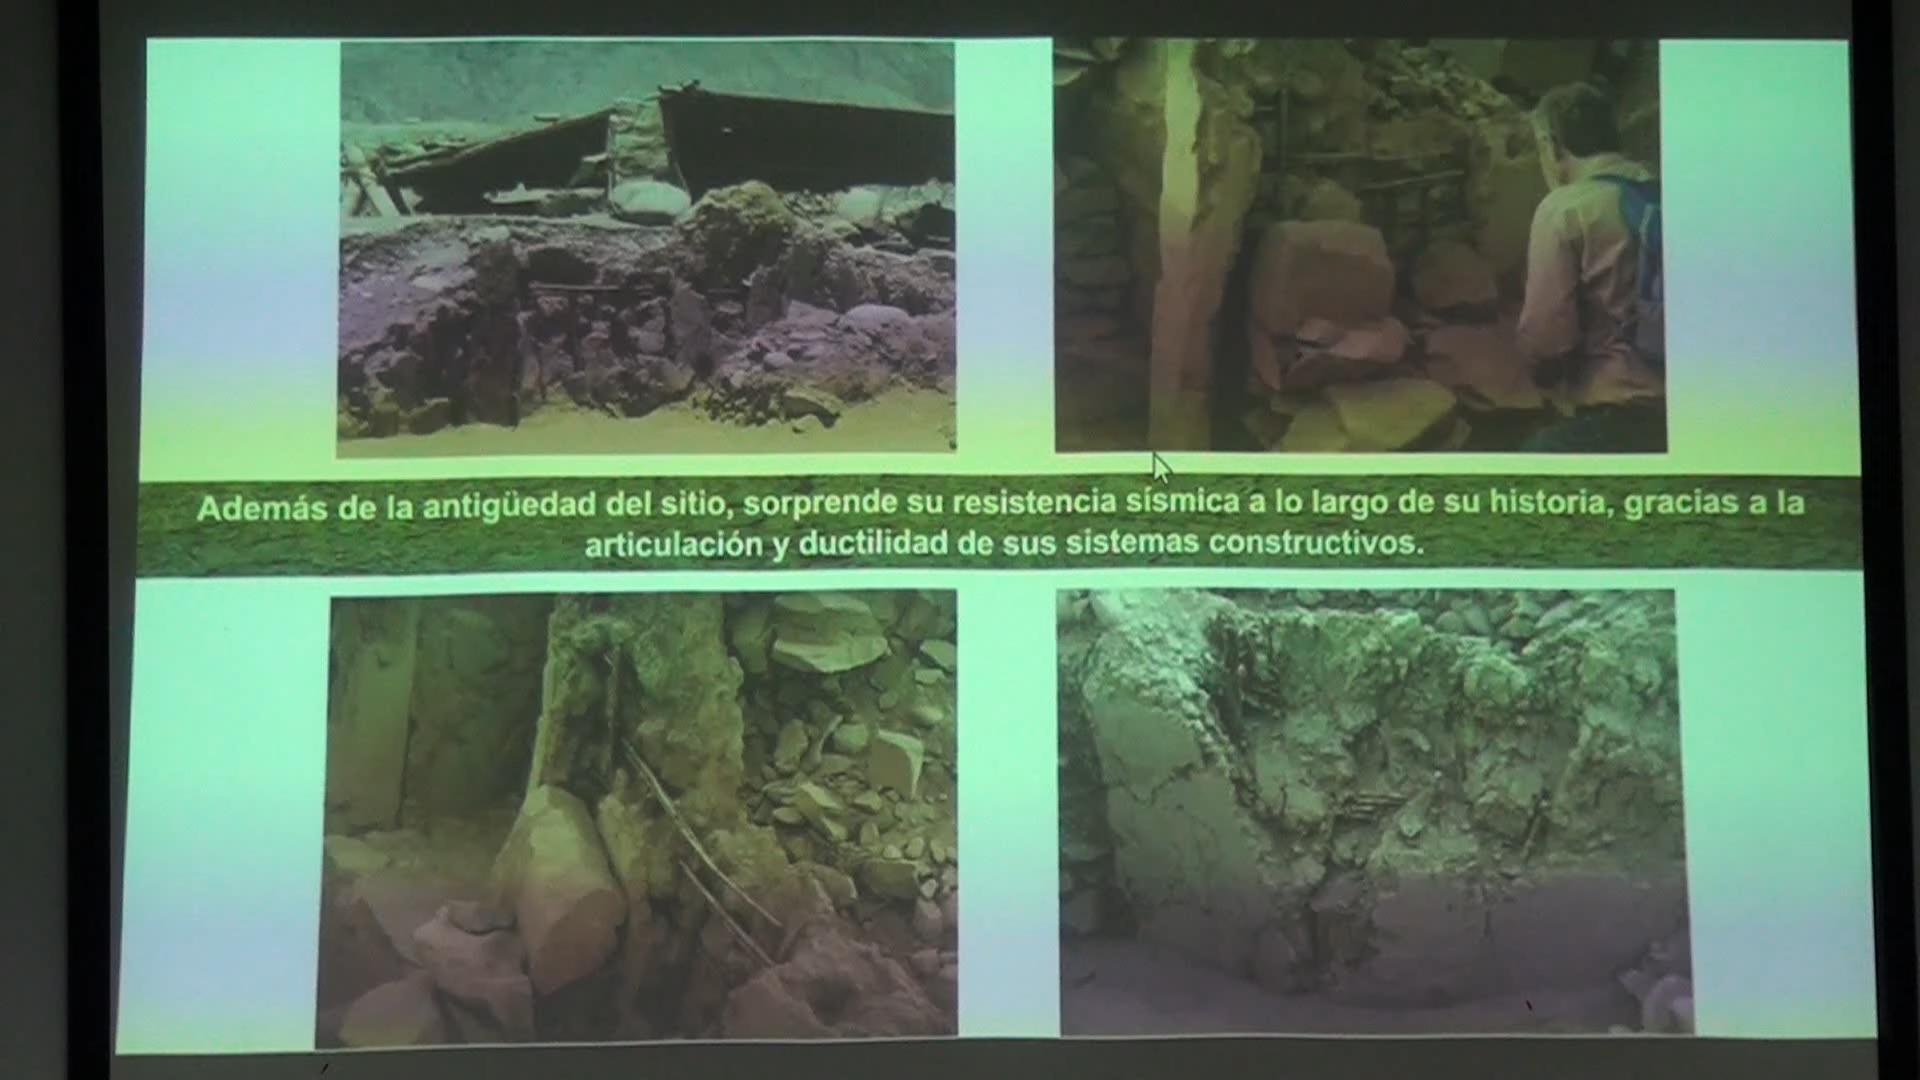 Además de la antigüedad del sitio, sorprende su resistencia sísmica a lo largo de su historia, gracias a la
articulación y ductilidad de sus sistemas constructivos.